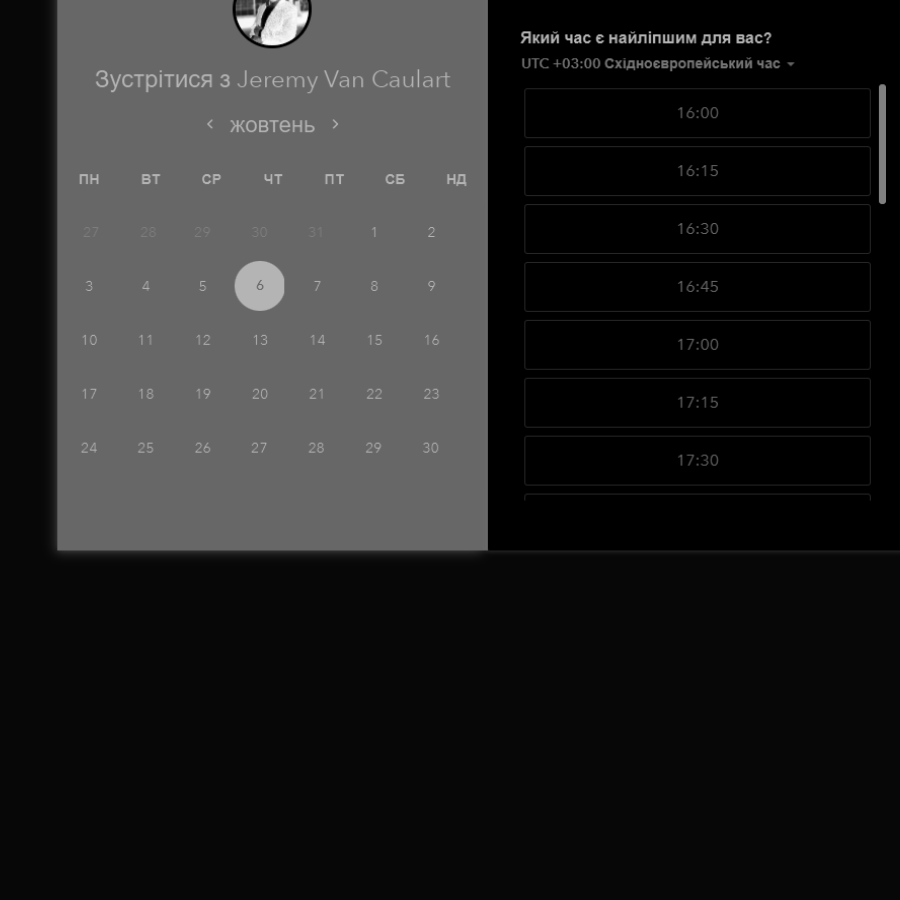 Зустрітися з Jeremy Van Caulart
жовтень
ПН ВТ СР ЧТ ПТ СБ НД
27 28 29 30 31 1 2
3 4 5 6 7 8 9
10 11 12 13 14 15 16
17 18 19 20 21 22 23
24 25 26 27 28 29 30
Який час є найліпшим для вас?
UTC +03:00 Східноєвропейський час
16:00
16:15
16:30
16:45
17:00
17:15
17:30